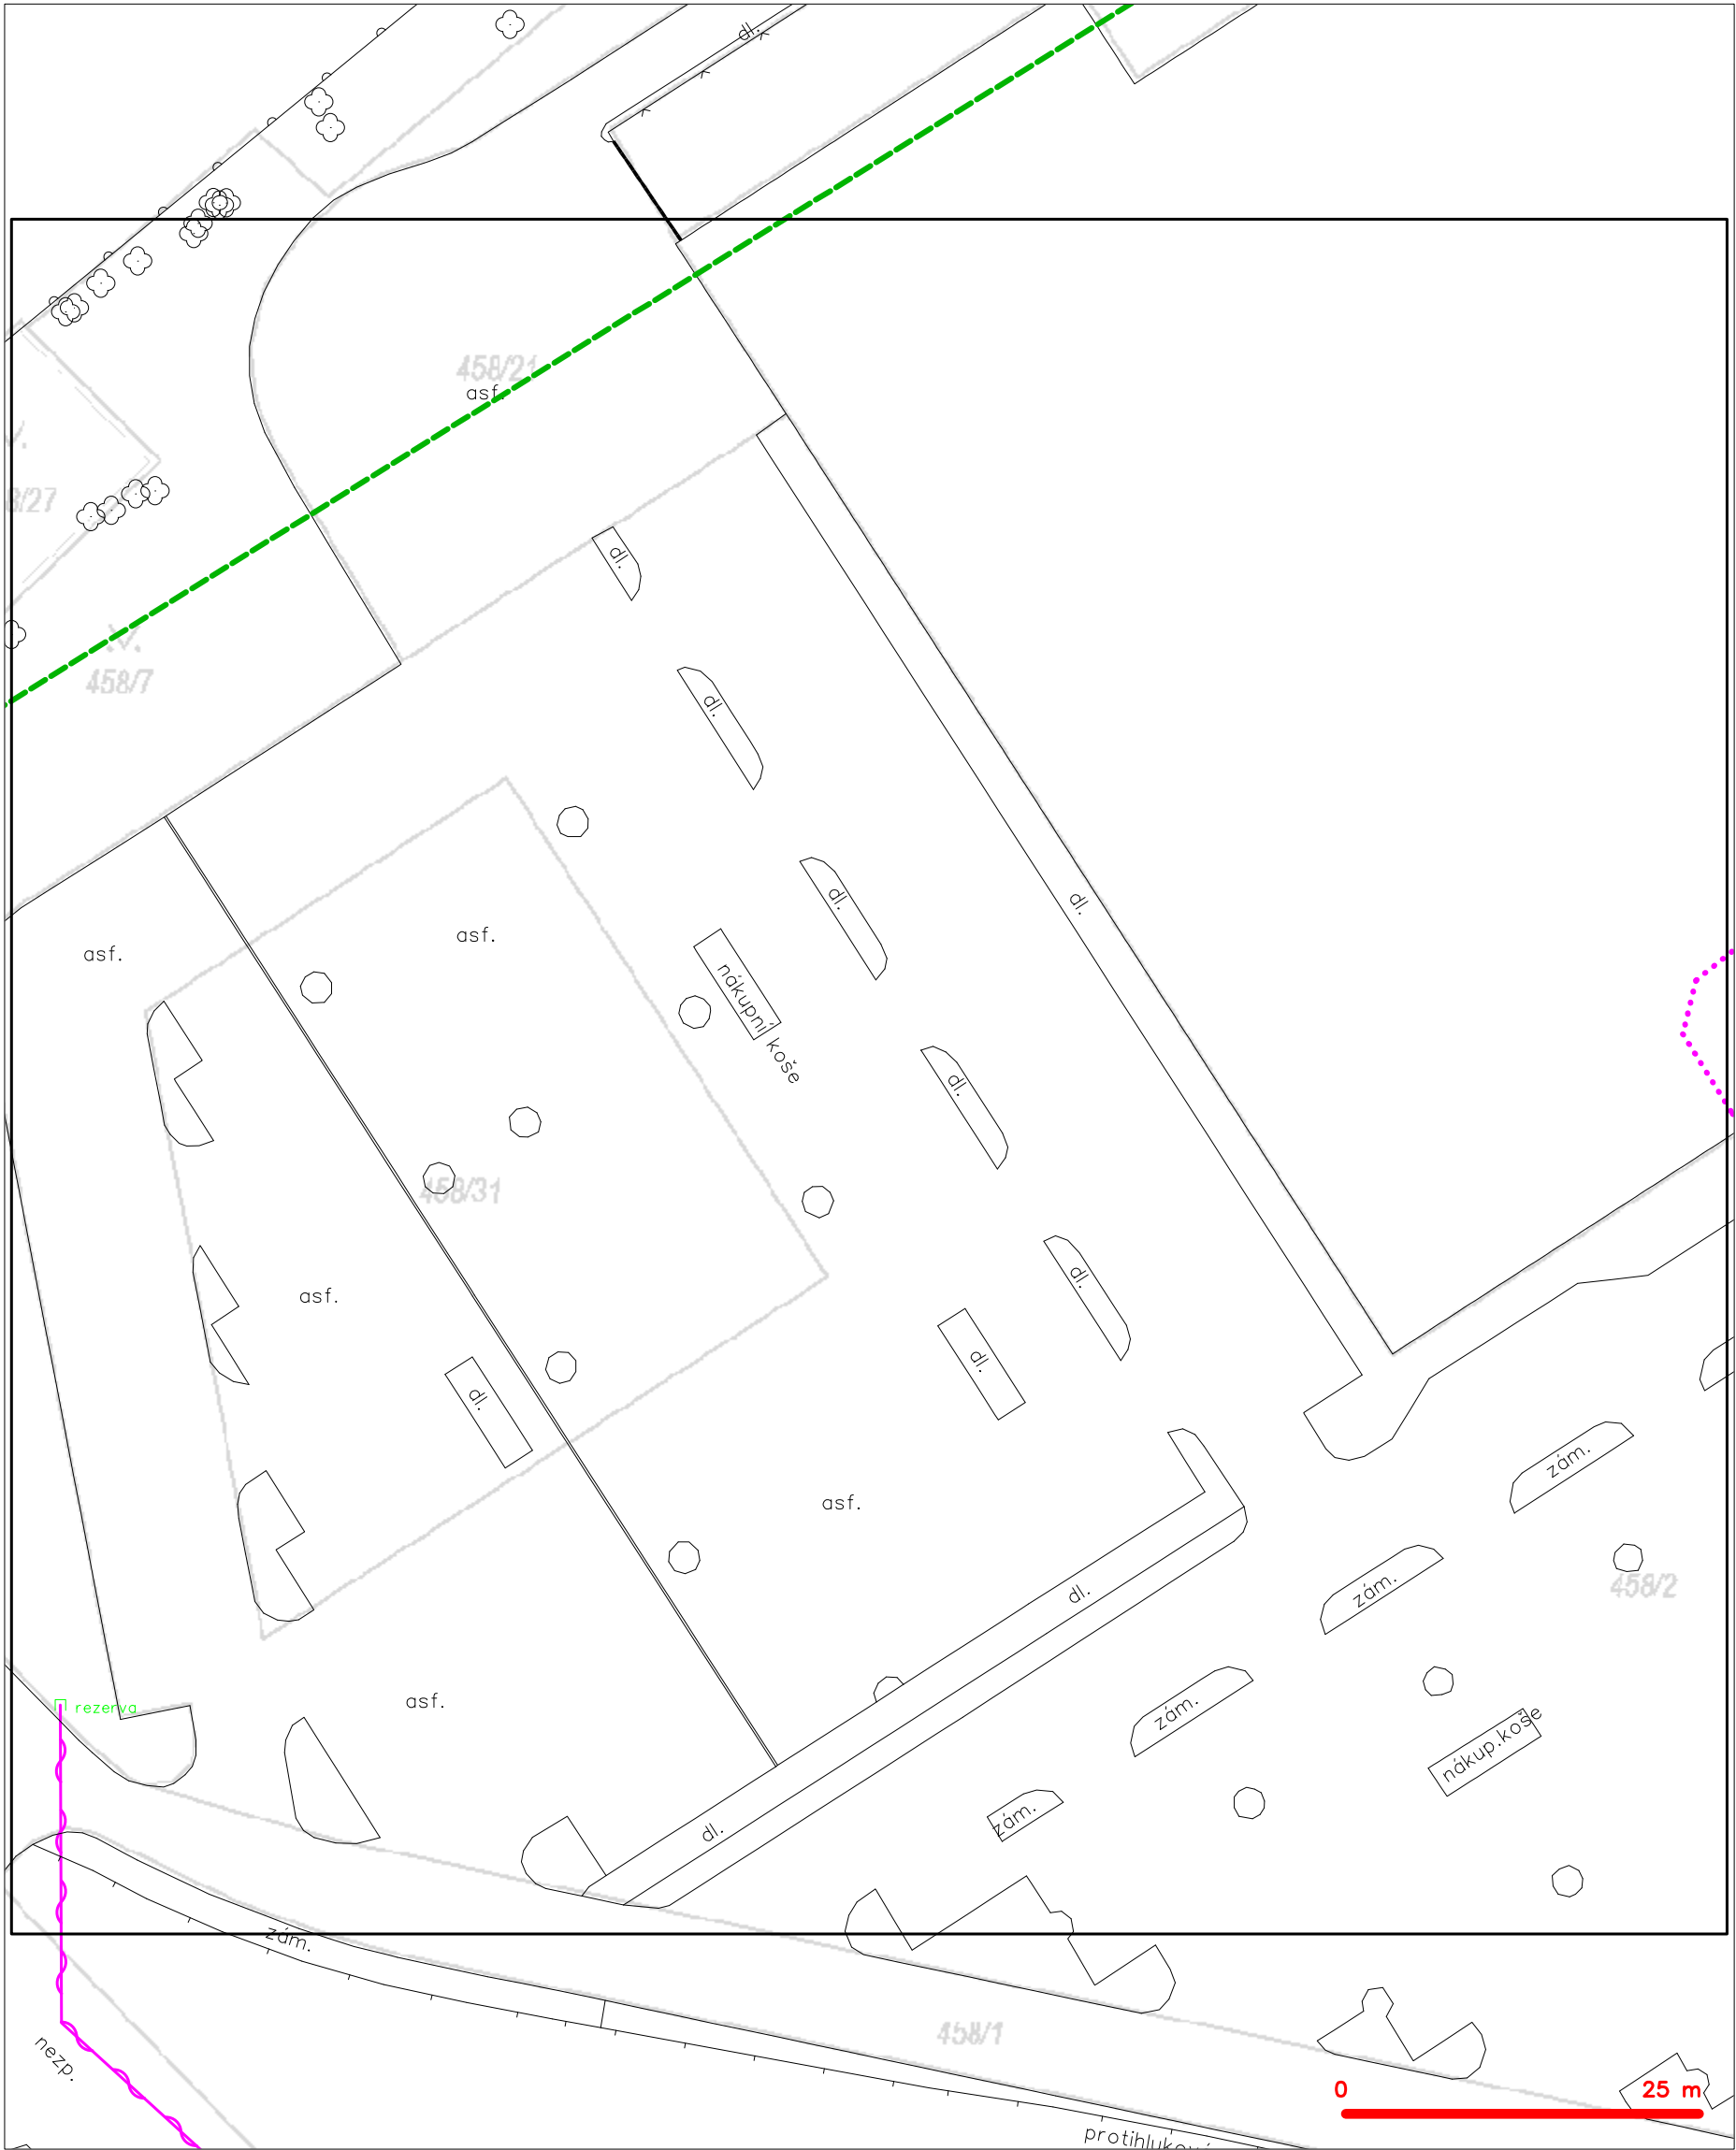 dl.
458/21
asf.
8/27
dl.
458/7
dl.
dl.
dl.
asf.
asf.
nákupní koše
dl.
458/31
dl.
asf.
dl.
dl.
zám.
asf.
zám.
458/2
dl.
asf.
rezerva
zám.
nákup.koše
zám.
dl.
zám.
458/1
nezp.
0 25 m